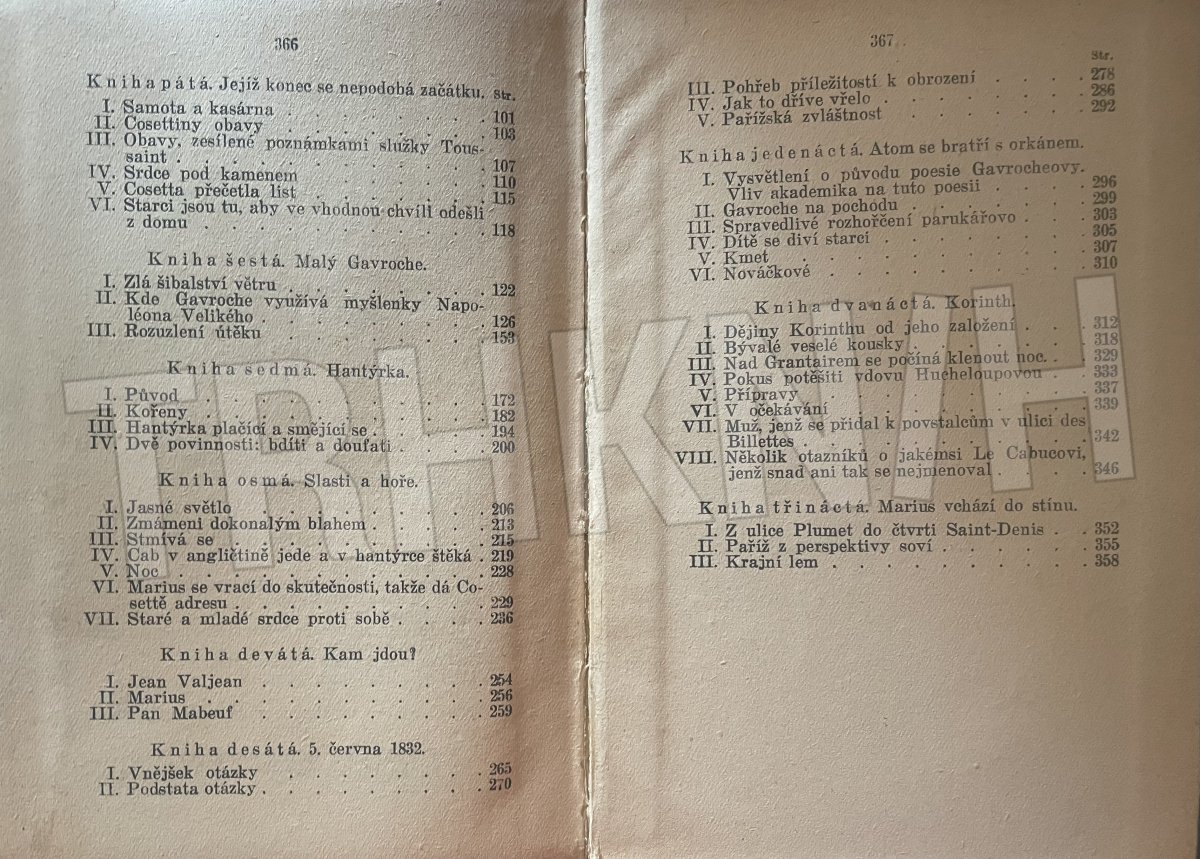 366
Kniha pátá. Jejíž konec se nepodobá začátku. Str.
I. Samota a kasárna . . . . . . . 101
II. Cosettiny obavy . . . . . . . 103
III. Obavy, zesílené poznámkami služky Tous-
saint . . . . . . . . . . 107
IV. Srdce pod kamenem . . . . . . 110
V. Cosetta přečetla list . . . . . . 115
VI. Starci jsou tu, aby ve vhodnou chvíli odešli
z domu . . . . . . . . . 118
Kniha šestá. Malý Gavroche.
I. Zlá šibalství větru . . . . . . . 122
II. Kde Gavroche využívá myšlenky Napo-
léona Velikého . . . . . . . . 126
III. Rozuzlení útěku . . . . . . . 153
Kniha sedmá. Hantýrka.
I. Původ . . . . . . . . . . 172
II. Kořeny . . . . . . . . . 182
III. Hantýrka plačící a smějící se . . . . 194
IV. Dvě povinnosti: bdíti a doufati . . . . 200
Kniha osmá. Slasti a hoře.
I. Jasné světlo . . . . . . . . 206
II. Zmámeni dokonalým blahem . . . . 213
III. Stmívá se . . . . . . . . 215
IV. Cab v angličtině jede a v hantýrce štěká . 219
V. Noc . . . . . . . . . . 228
VI. Marius se vrací do skutečnosti, takže dá Co-
settě adresu . . . . . . . . 229
VII. Staré a mladé srdce proti sobě . . . . 236
Kniha devátá. Kam jdou?
I. Jean Valjean . . . . . . . . 254
II. Marius . . . . . . . . . 256
III. Pan Mabeuf . . . . . . . . 259
Kniha desátá. 5. června 1832.
I. Vnějšek otázky . . . . . . . 265
II. Podstata otázky . . . . . . . 270
367
Str.
III. Pohřeb příležitostí k obrození . . . . 278
IV. Jak to dříve vřelo . . . . . . 286
V. Pařížská zvláštnost . . . . . . 292
Kniha jedenáctá. Atom se bratří s orkánem.
I. Vysvětlení o původu poesie Gavrocheovy.
Vliv akademika na tuto poesii . . . . 296
II. Gavroche na pochodu . . . . . . 299
III. Spravedlivé rozhořčení parukářovo . . . 303
IV. Dítě se diví starci . . . . . . . 305
V. Kmet . . . . . . . . . . 307
VI. Nováčkové . . . . . . . . 310
Kniha dvanáctá. Korinth.
I. Dějiny Korinthu od jeho založení . . . 312
II. Bývalé veselé kousky . . . . . . 318
III. Nad Grantairem se počíná klenout noc . . 329
IV. Pokus potěšiti vdovu Hucheloupovou . . 333
V. Přípravy . . . . . . . . . 337
VI. V očekávání . . . . . . . . 339
VII. Muž, jenž se přidal k povstalcům v ulici des
Billettes . . . . . . . . . 342
VIII. Několik otazníků o jakémsi Le Cabucovi,
jenž snad ani tak se nejmenoval . . . . 346
Kniha třináctá. Marius vchází do stínu.
I. Z ulice Plumet do čtvrti Saint-Denis . . 352
II. Paříž z perspektivy soví . . . . . 355
III. Krajní lem . . . . . . . . . 358
TRHKNIH